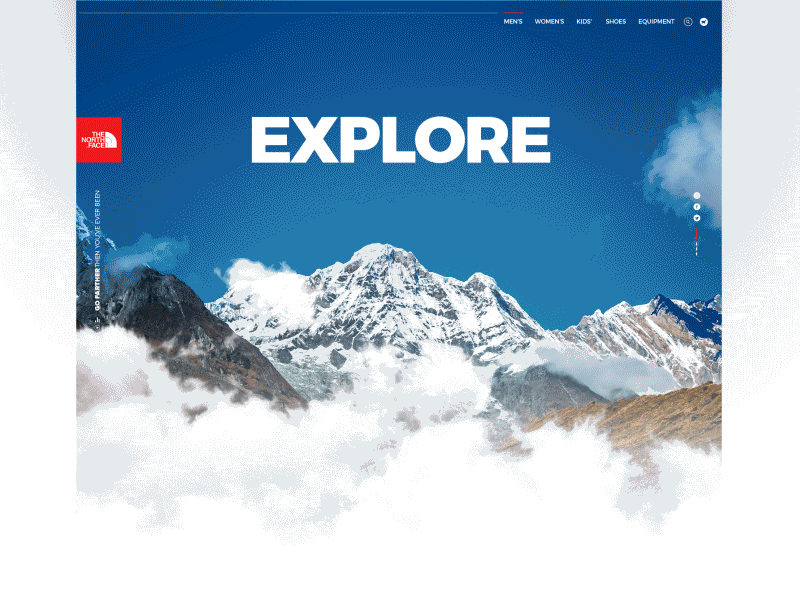 MEN'S WOMEN'S KIDS' SHOES EQUIPMENT
EXPLORE
THE
NORTH
FACE
GO FARTHER THEN YOU'VE EVER BEEN